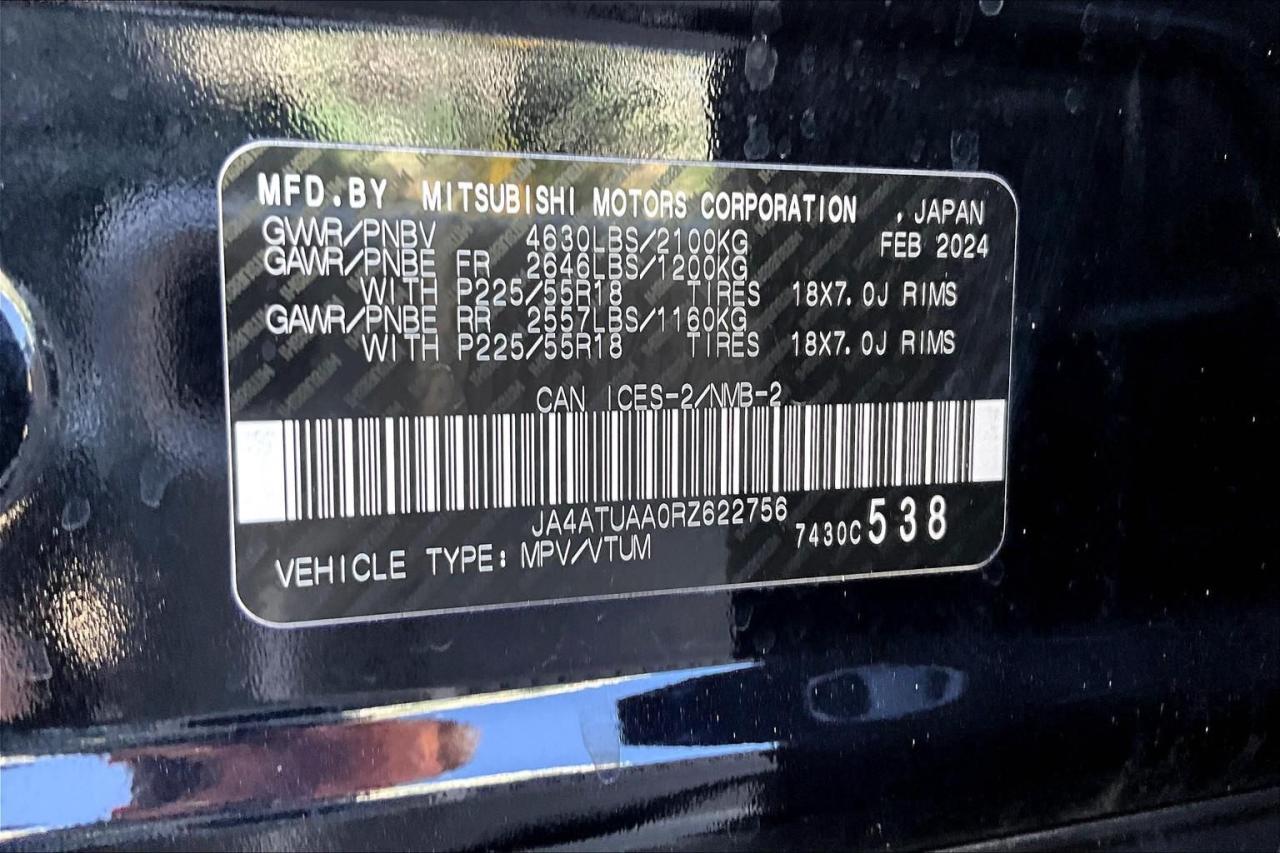 MFD.BY MITSUBISHI MOTORS CORPORATION , JAPAN
GVWR/PNBV 4630LBS/2100KG FEB 2024
GAWR/PNBE FR 2646LBS/1200KG
WITH P225/55R18 TIRES 18X7.0J RIMS
GAWR/PNBE RR 2557LBS/1160KG
WITH P225/55R18 TIRES 18X7.0J RIMS
CAN ICES-2/NMB-2
JA4ATUAA0RZ622756
7430C 538
VEHICLE TYPE: MPV/VTUM